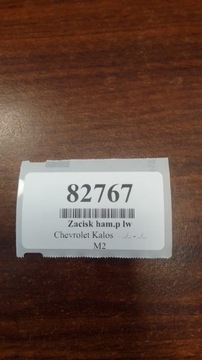 82767
Zacisk ham.p lw
Chevrolet Kalos
M2